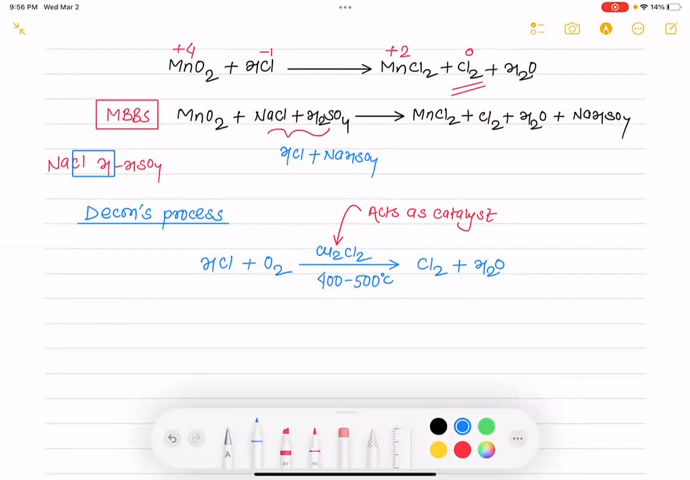 9:56 PM Wed Mar 2
14%
+4 -1 +2 0
MnO2 + HCl ⟶ MnCl2 + Cl2 + H2O
MBBS MnO2 + NaCl + H2SO4 ⟶ MnCl2 + Cl2 + H2O + NaHSO4
HCl + NaHSO4
NaCl H-HSO4
Decon's process
Acts as catalyst
Cu2Cl2
HCl + O2 ⟶ Cl2 + H2O
400-500°C
A